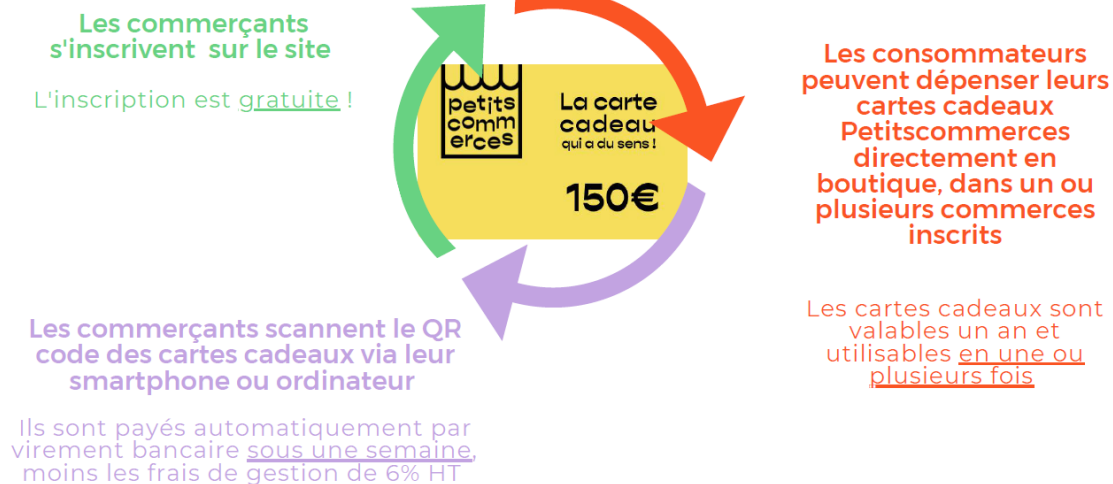 Les commerçants
s'inscrivent sur le site
L'inscription est gratuite !
petits
comm
erces
La carte
cadeau
qui a du sens !
150€
Les consommateurs
peuvent dépenser leurs
cartes cadeaux
Petitscommerces
directement en
boutique, dans un ou
plusieurs commerces
inscrits
Les cartes cadeaux sont
valables un an et
utilisables en une ou
plusieurs fois
Les commerçants scannent le QR
code des cartes cadeaux via leur
smartphone ou ordinateur
Ils sont payés automatiquement par
virement bancaire sous une semaine,
moins les frais de gestion de 6% HT